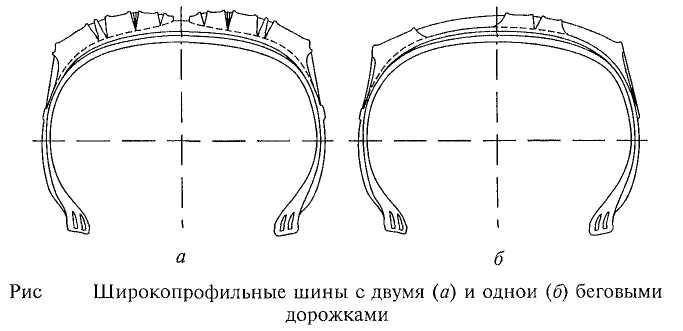 а б
Рис Широкопрофильные шины с двумя (а) и однои (б) беговыми
дорожками